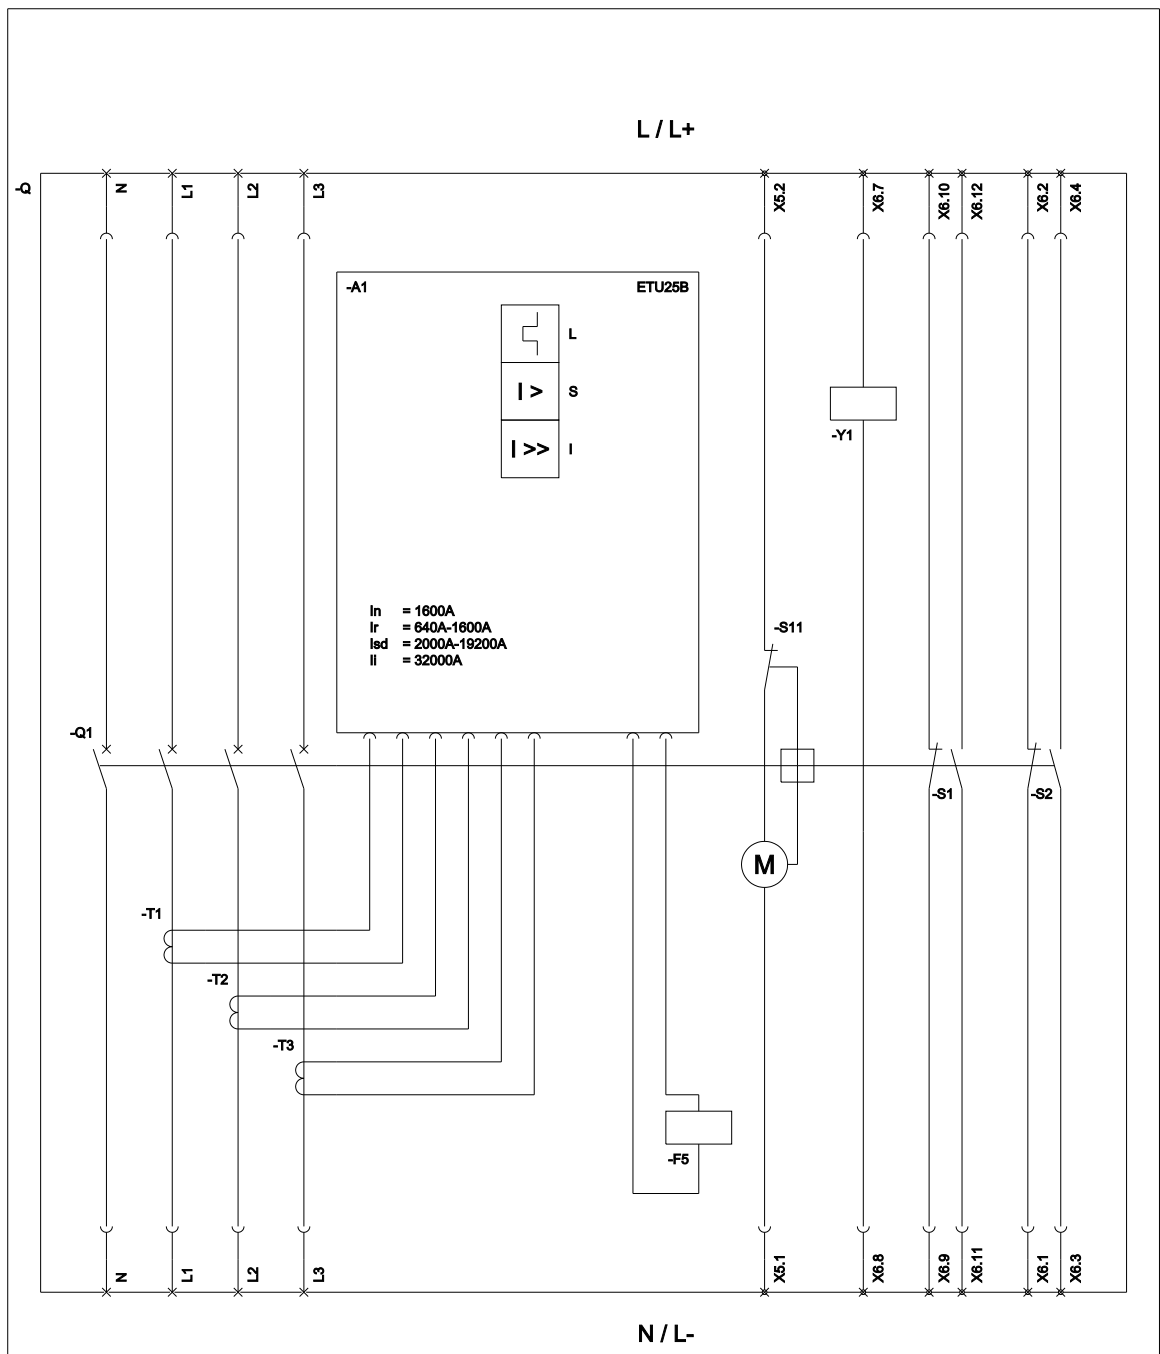 L / L+
-Q
N
L1
L2
L3
X5.2
X6.7
X6.10
X6.12
X6.2
X6.4
-A1
ETU25B
L
I >
S
I >>
I
-Y1
In = 1600A
Ir = 640A-1600A
Isd = 2000A-19200A
Ii = 32000A
-S11
-Q1
-S1
-S2
M
-T1
-T2
-T3
-F5
N
L1
L2
L3
X5.1
X6.8
X6.9
X6.11
X6.1
X6.3
N / L-